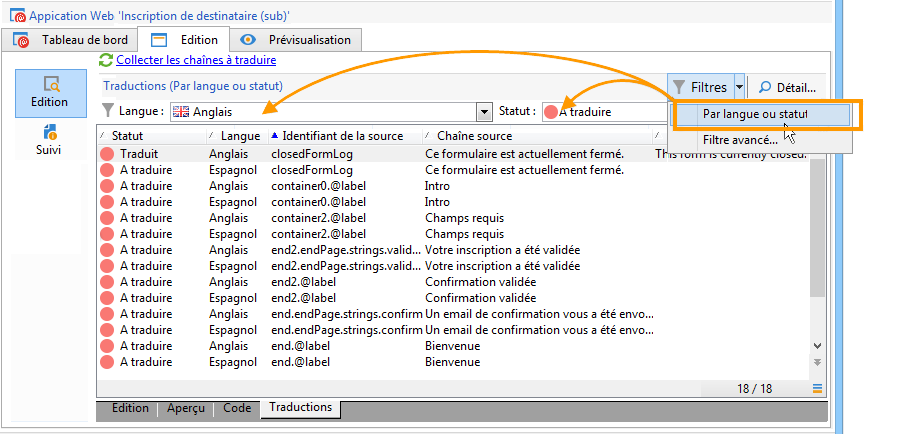 Appication Web 'Inscription de destinataire (sub)'
Tableau de bord Edition Prévisualisation
Collecter les chaînes à traduire
Edition
Suivi
Traductions (Par langue ou statut) Filtres Détail...
Langue : Anglais Statut : A traduire
Par langue ou statut
Filtre avancé...
Statut Langue Identifiant de la source Chaîne source
Traduit Anglais closedFormLog Ce formulaire est actuellement fermé. This form is currently closed.
A traduire Espagnol closedFormLog Ce formulaire est actuellement fermé.
A traduire Anglais container0.@label Intro
A traduire Espagnol container0.@label Intro
A traduire Anglais container2.@label Champs requis
A traduire Espagnol container2.@label Champs requis
A traduire Anglais end2.endPage.strings.valid... Votre inscription a été validée
A traduire Espagnol end2.endPage.strings.valid... Votre inscription a été validée
A traduire Anglais end2.@label Confirmation validée
A traduire Espagnol end2.@label Confirmation validée
A traduire Anglais end.endPage.strings.confirm Un email de confirmation vous a été envo...
A traduire Espagnol end.endPage.strings.confirm Un email de confirmation vous a été envo...
A traduire Anglais end.@label Bienvenue
A traduire Espagnol end.@label Bienvenue
18 / 18
Edition Aperçu Code Traductions